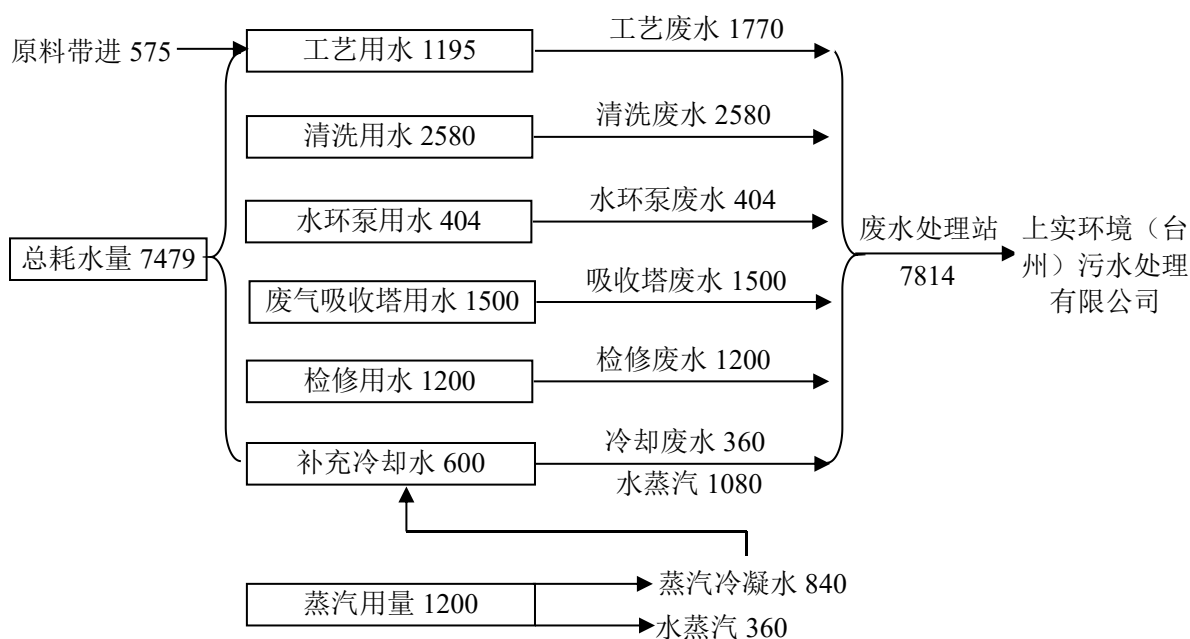 原料带进 575
工艺用水 1195
工艺废水 1770
清洗用水 2580
清洗废水 2580
水环泵用水 404
水环泵废水 404
总耗水量 7479
废水处理站
7814
上实环境（台
州）污水处理
有限公司
废气吸收塔用水 1500
吸收塔废水 1500
检修用水 1200
检修废水 1200
补充冷却水 600
冷却废水 360
水蒸汽 1080
蒸汽用量 1200
蒸汽冷凝水 840
水蒸汽 360